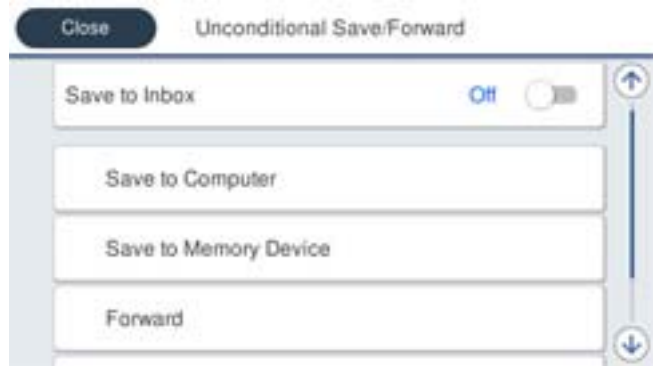 Close
Unconditional Save/Forward
Save to Inbox Off
Save to Computer
Save to Memory Device
Forward